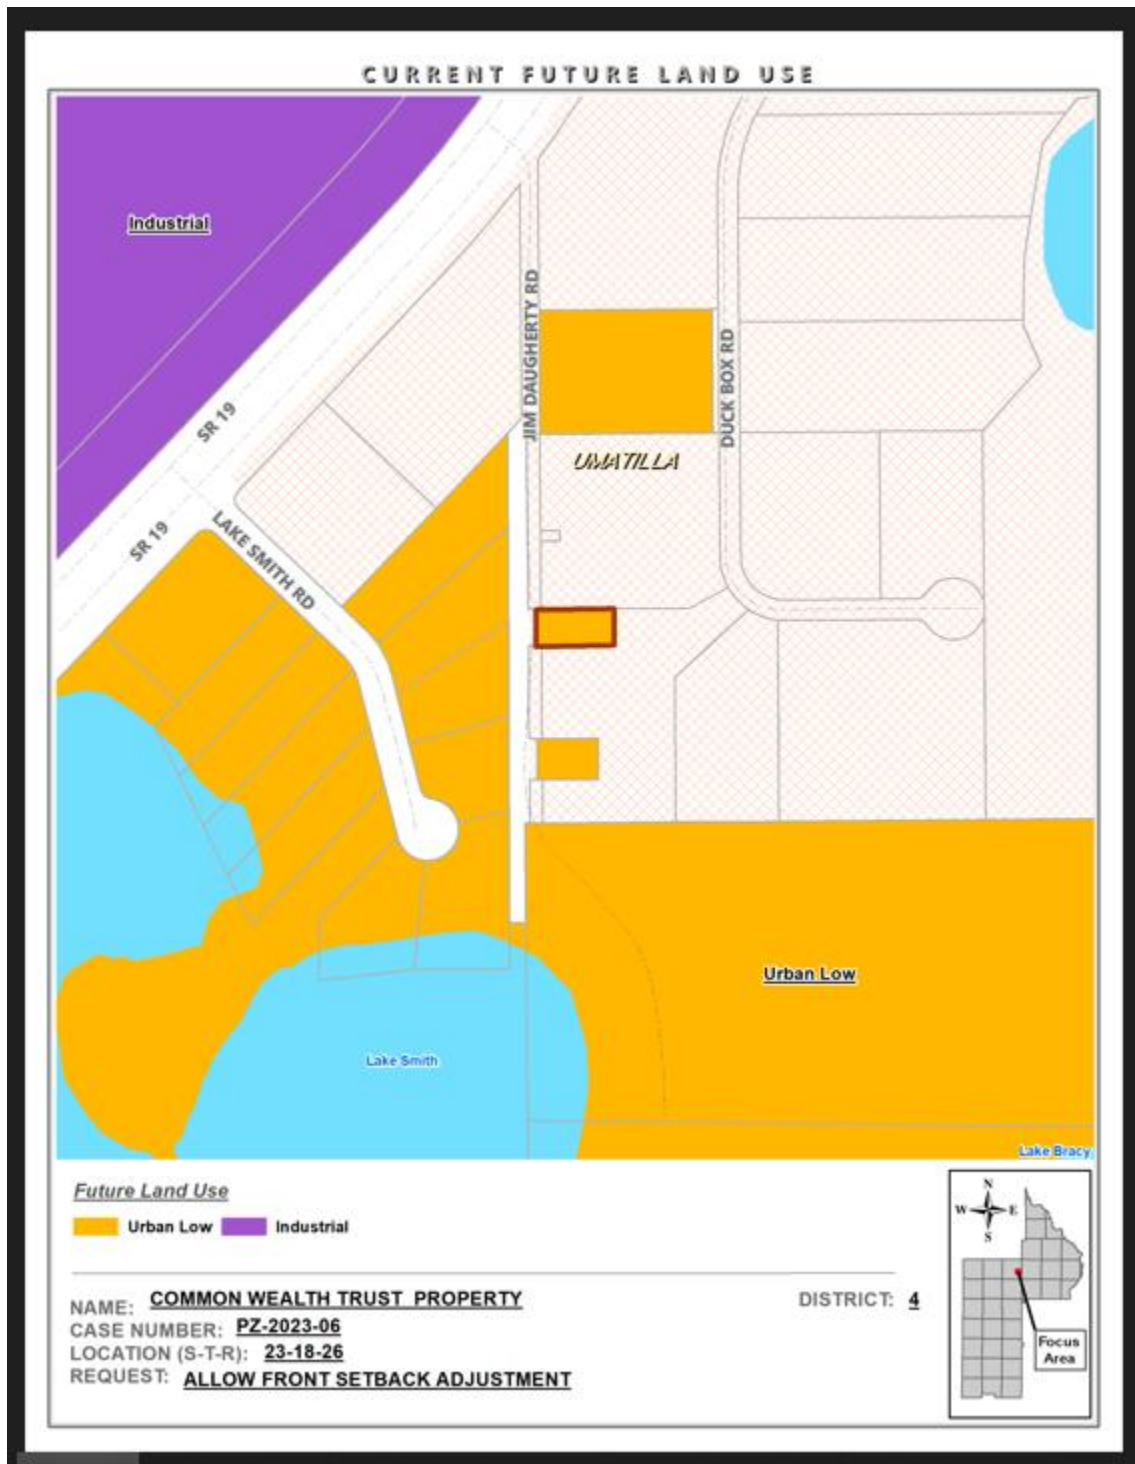 CURRENT FUTURE LAND USE
Industrial
JIM DAUGHERTY RD
DUCK BOX RD
SR 19
UMATILLA
SR 19
LAKE SMITH RD
Urban Low
Lake Smith
Lake Bracy
Future Land Use
Urban Low Industrial
N
W E
S
NAME: COMMON WEALTH TRUST PROPERTY DISTRICT: 4
CASE NUMBER: PZ-2023-06
LOCATION (S-T-R): 23-18-26
REQUEST: ALLOW FRONT SETBACK ADJUSTMENT
Focus
Area